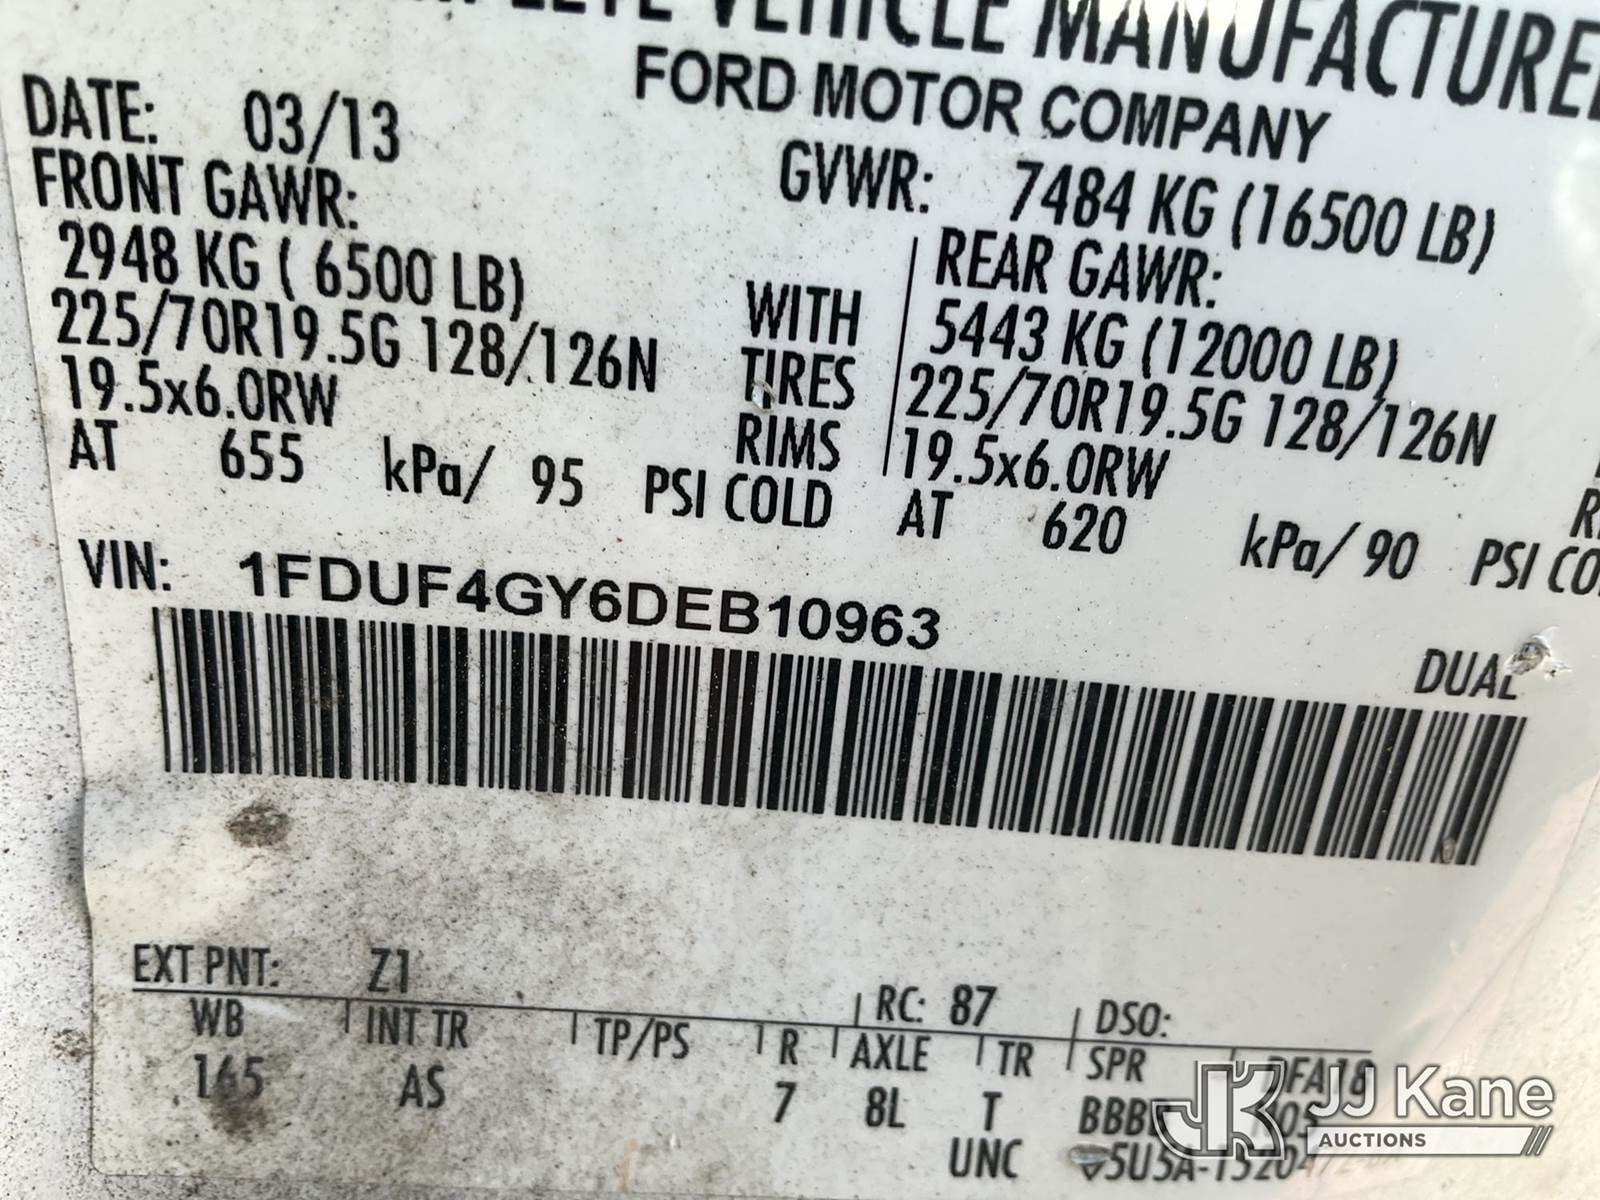 VEHICLE MANUFACTURE
FORD MOTOR COMPANY
DATE: 03/13
GVWR: 7484 KG (16500 LB)
FRONT GAWR:
2948 KG ( 6500 LB)
225/70R19.5G 128/126N
19.5x6.0RW
AT 655 kPa/ 95 PSI COLD
WITH
TIRES
RIMS
REAR GAWR:
5443 KG (12000 LB)
225/70R19.5G 128/126N
19.5x6.0RW
AT 620 kPa/ 90 PSI
VIN: 1FDUF4GY6DEB10963
DUAL
EXT PNT: Z1 RC: 87 DSO:
WB INT TR TP/PS R AXLE TR SPR
165 AS 7 8L T
UNC
JJ Kane
AUCTIONS